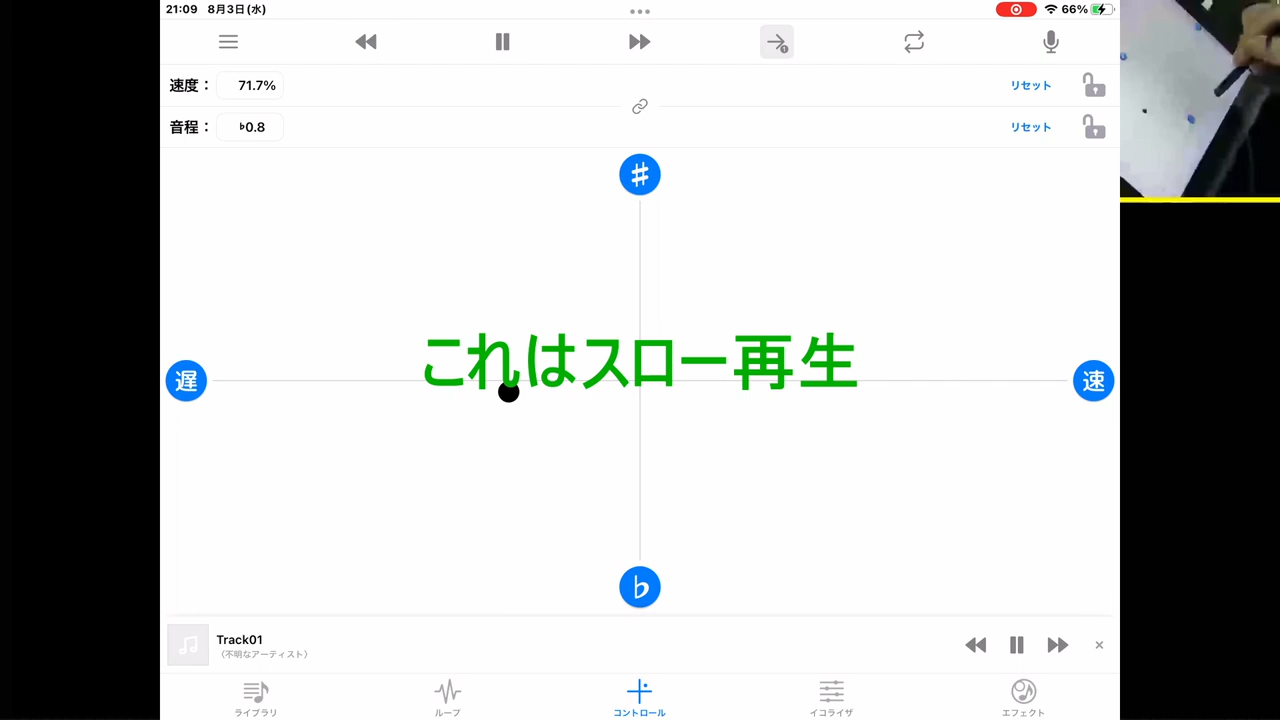 21:09 8月3日(水)
66%
速度： 71.7% リセット
音程： ♭0.8 リセット
♯
これはスロー再生
遅
速
♭
Track01
〈不明なアーティスト〉
ライブラリ
ループ
コントロール
イコライザ
エフェクト